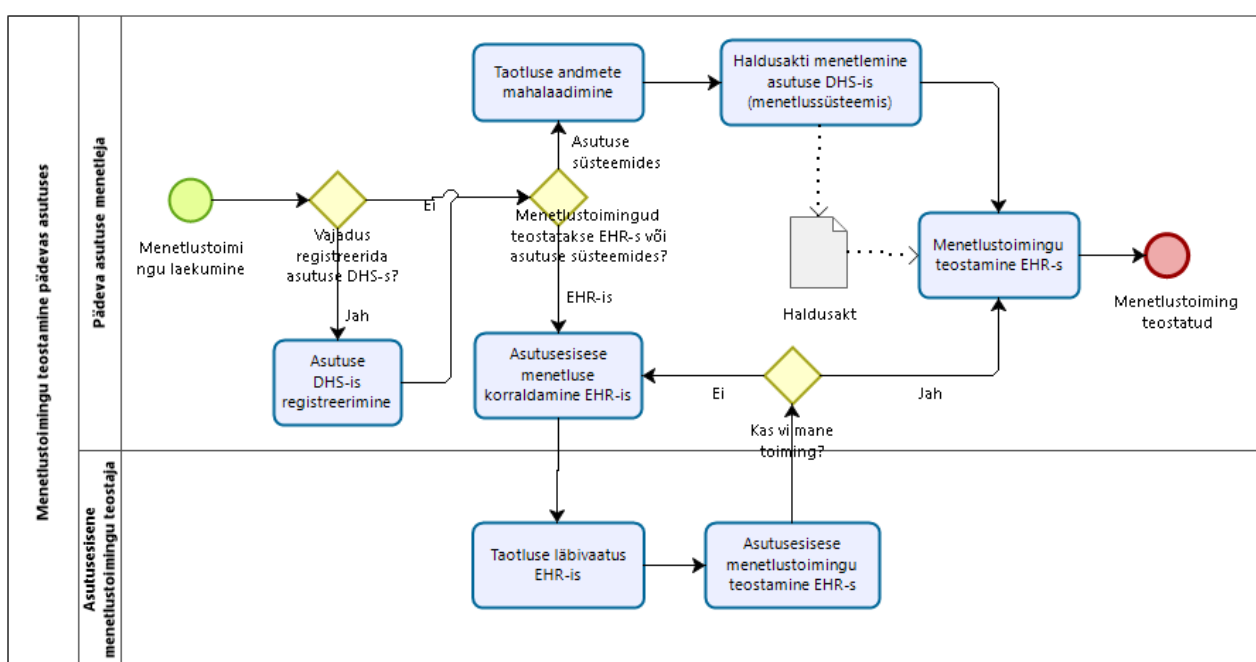 Menetlustoimingu teostamine pädevas asutuses
Pädeva asutuse menetleja
Taotluse andmete
mahalaadimine
Haldusakti menetlemine
asutuse DHS-is
(menetlussüsteemis)
Asutuse
süsteemides
Menetlustoimi
ngu laekumine
Ei
Vajadus
registreerida
asutuse DHS-s?
Menetlustoimingud
teostatakse EHR-s või
asutuse süsteemides?
Haldusakt
Menetlustoimingu
teostamine EHR-s
Menetlustoiming
teostatud
Jah
EHR-is
Asutuse
DHS-is
registreerimine
Asutusesisese
menetluse
korraldamine EHR-is
Ei
Jah
Kas viimane
toiming?
Asutusesisene
menetlustoimingu teostaja
Taotluse läbivaatus
EHR-is
Asutusesisese
menetlustoimingu
teostamine EHR-s